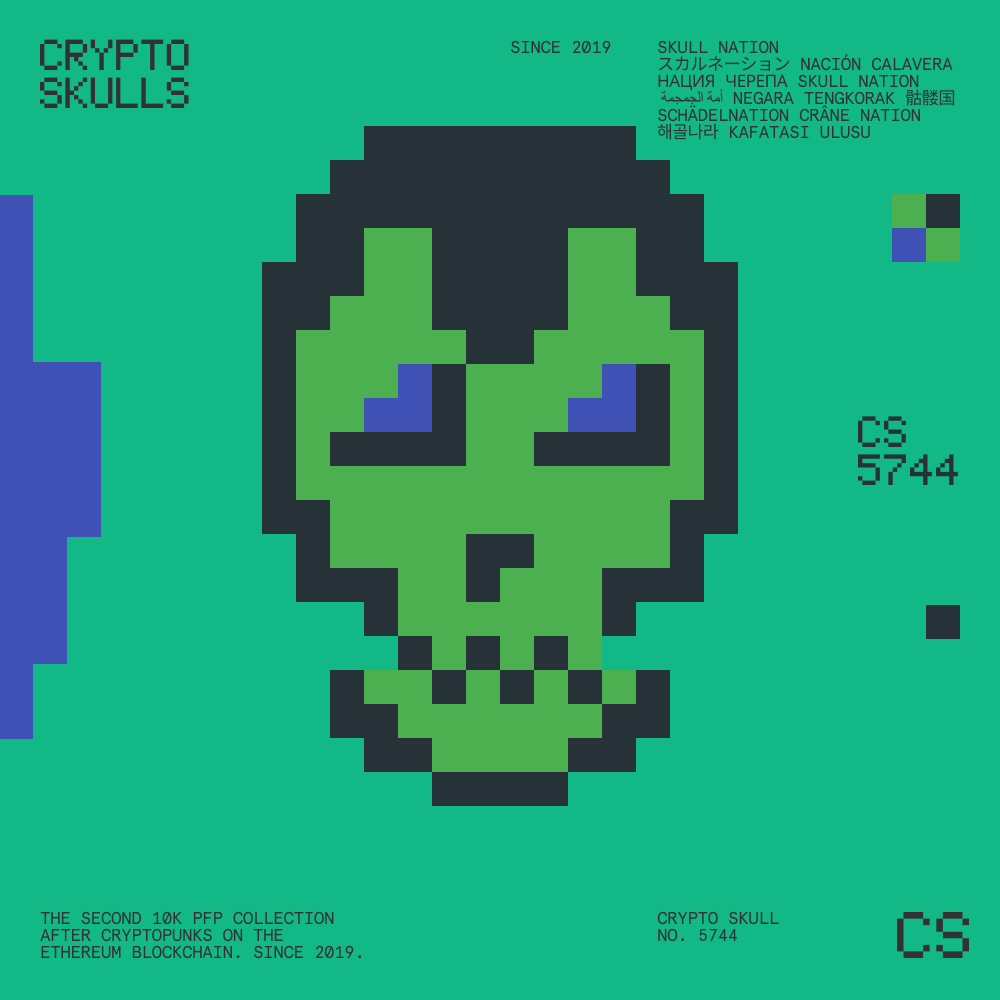 CRYPTO
SKULLS
SINCE 2019
SKULL NATION
スカルネーション NACIÓN CALAVERA
НАЦИЯ ЧЕРЕПА SKULL NATION
أمة الجمجمة NEGARA TENGKORAK 骷髅国
SCHÄDELNATION CRÂNE NATION
해골나라 KAFATASI ULUSU
CS
5744
THE SECOND 10K PFP COLLECTION
AFTER CRYPTOPUNKS ON THE
ETHEREUM BLOCKCHAIN. SINCE 2019.
CRYPTO SKULL
NO. 5744
CS